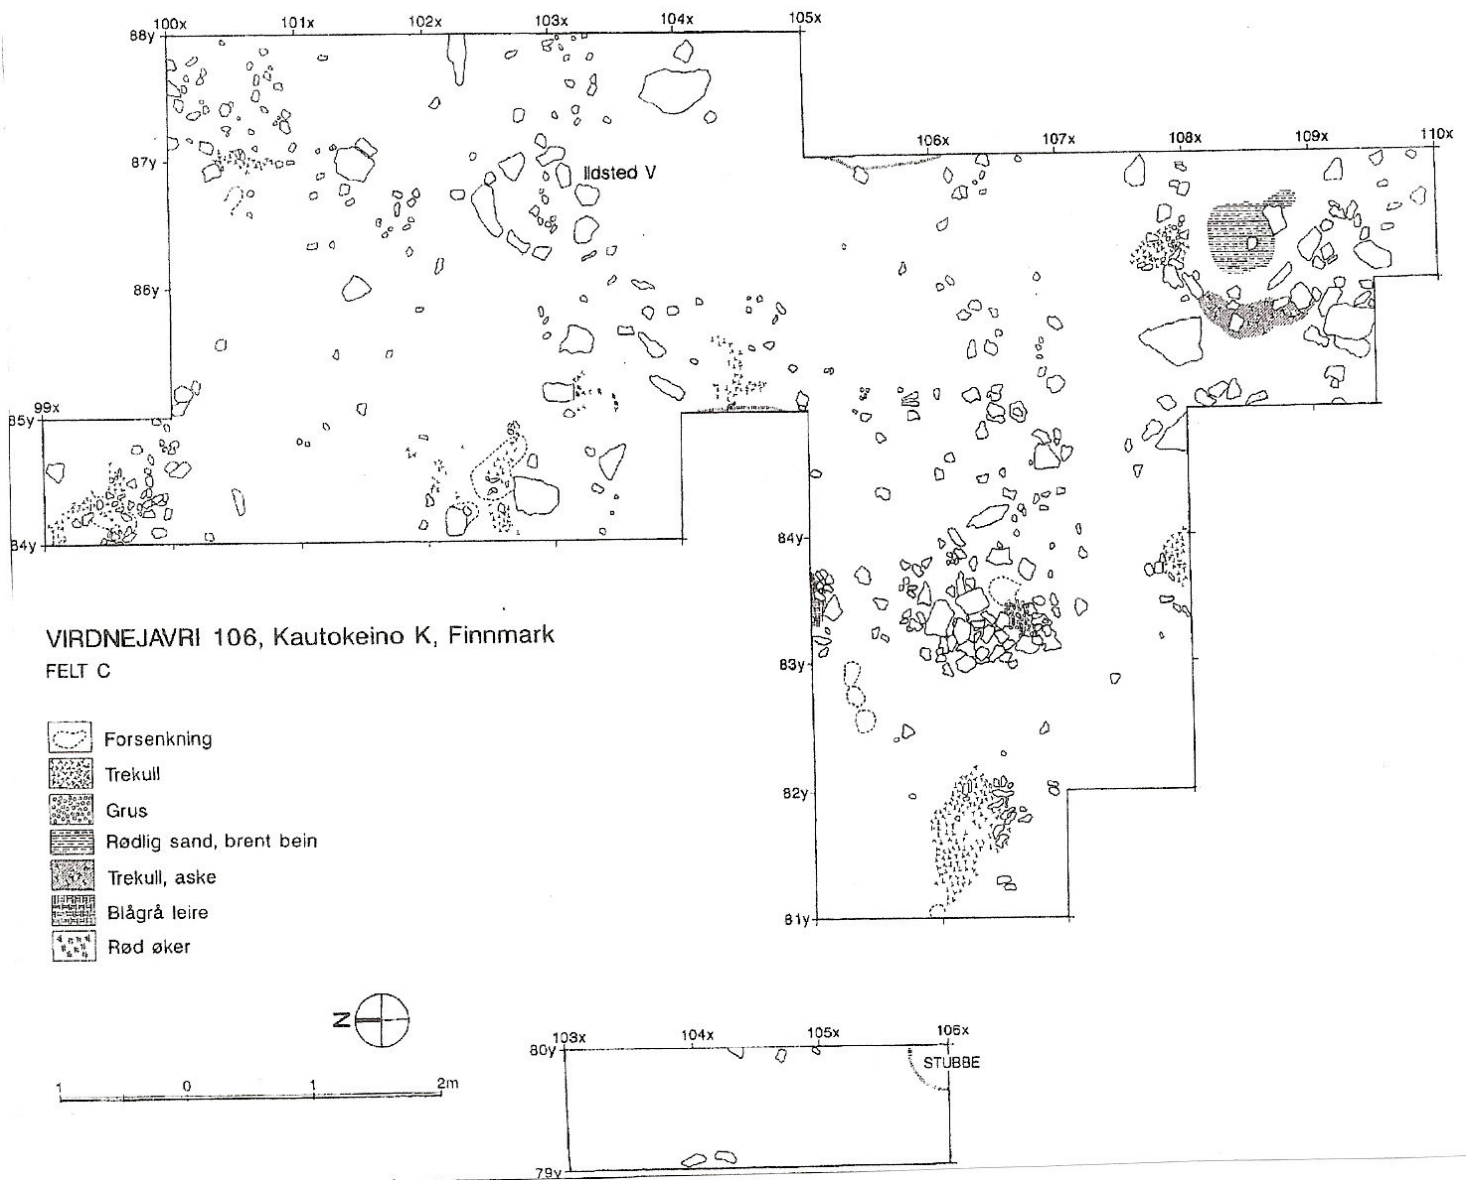 100x 101x 102x 103x 104x 105x
88y
106x 107x 108x 109x 110x
87y
Ildsted V
86y
99x
85y
84y
84y
VIRDNEJAVRI 106, Kautokeino K, Finnmark
FELT C
83y
Forsenkning
Trekull
Grus
82y
Rødlig sand, brent bein
Trekull, aske
Blågrå leire
81y
Rød øker
N
103x 104x 105x 106x
80y
STUBBE
1 0 1 2m
79y